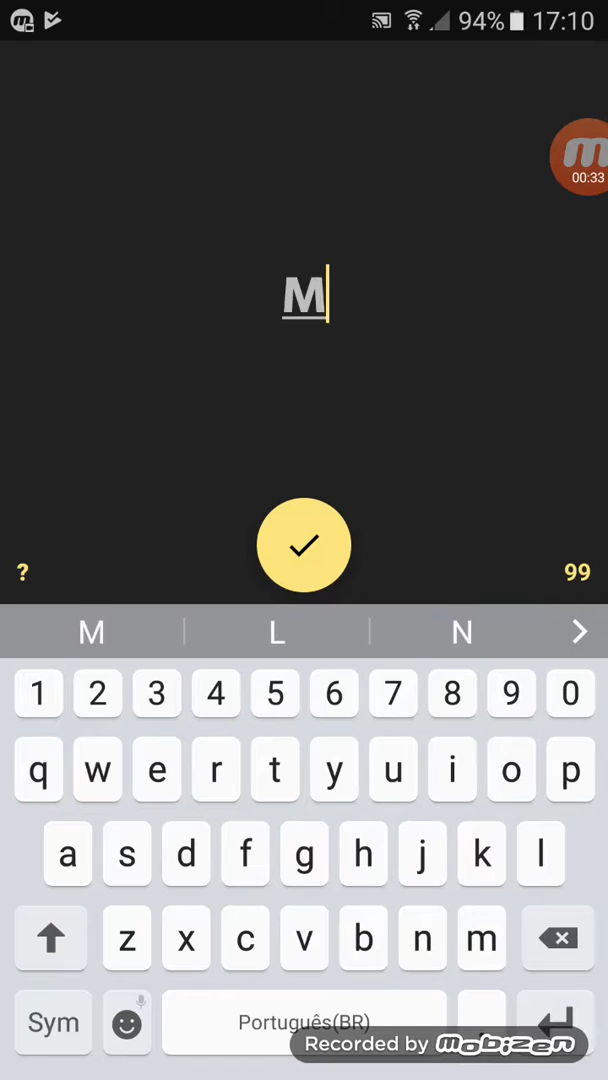 94% 17:10
m
00:33
M
?
99
M L N
1 2 3 4 5 6 7 8 9 0
q w e r t y u i o p
a s d f g h j k l
z x c v b n m
Sym Português(BR) .
Recorded by mobizen